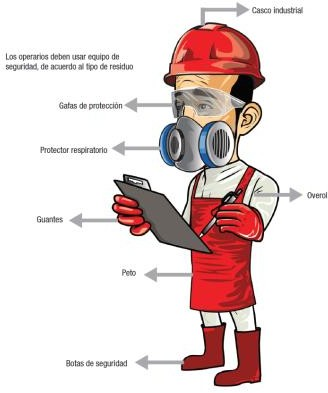 Casco industrial
Los operarios deben usar equipo de
seguridad, de acuerdo al tipo de residuo
Gafas de protección
Protector respiratorio
Overol
Guantes
Peto
Botas de seguridad